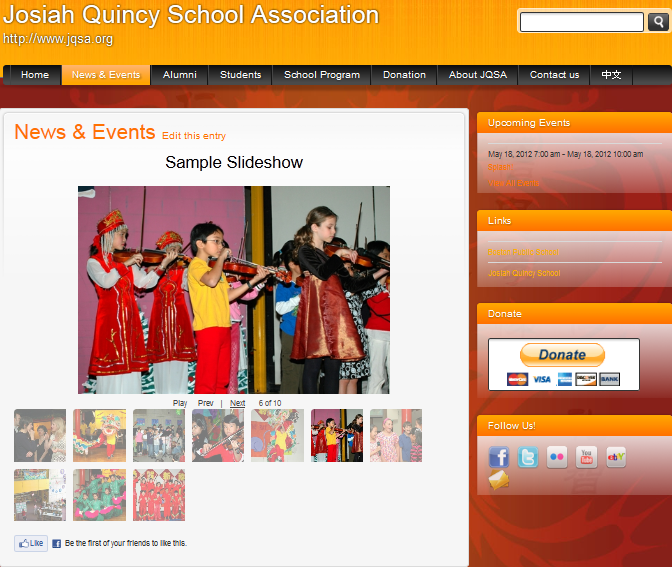 Josiah Quincy School Association
http://www.jqsa.org
Home News & Events Alumni Students School Program Donation About JQSA Contact us 中文
News & Events Edit this entry
Sample Slideshow
Play Prev | Next 6 of 10
Like Be the first of your friends to like this.
Upcoming Events
May 18, 2012 7:00 am - May 18, 2012 10:00 am
View All Events
Links
Josiah Quincy School
Donate
Donate
VISA
BANK
Follow Us!
You Tube
ebY